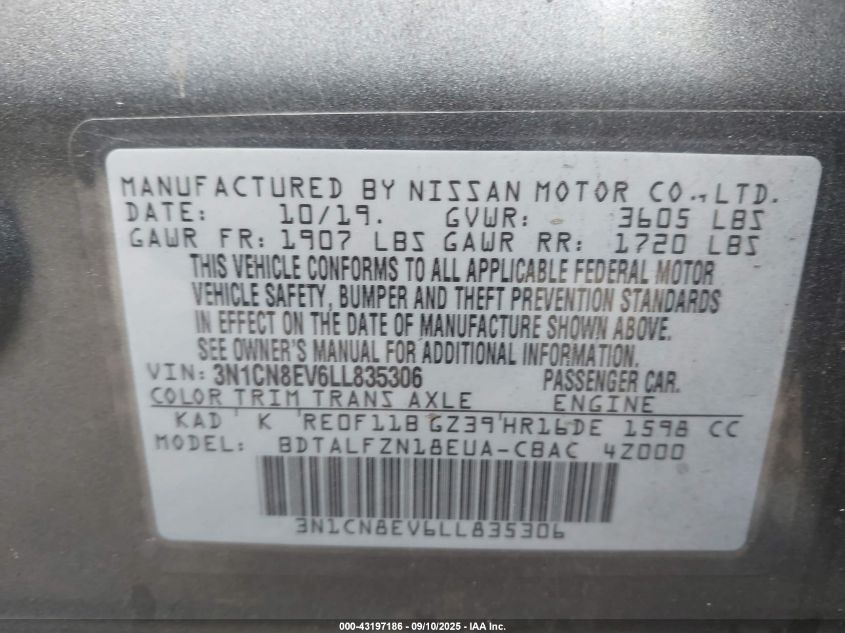 MANUFACTURED BY NISSAN MOTOR CO.,LTD.
DATE: 10/19. GVWR: 3605 LBS
GAWR FR: 1907 LBS GAWR RR: 1720 LBS
THIS VEHICLE CONFORMS TO ALL APPLICABLE FEDERAL MOTOR
VEHICLE SAFETY, BUMPER AND THEFT PREVENTION STANDARDS
IN EFFECT ON THE DATE OF MANUFACTURE SHOWN ABOVE.
SEE OWNER'S MANUAL FOR ADDITIONAL INFORMATION.
VIN: 3N1CN8EV6LL835306 PASSENGER CAR.
COLOR TRIM TRANS AXLE ENGINE
KAD K RE0F11B GZ39 HR16DE 1598 CC
MODEL: BDTALFZN18EUA-CBAC 4Z000
3N1CN8EV6LL835306
000-43197186 - 09/10/2025 - IAA Inc.